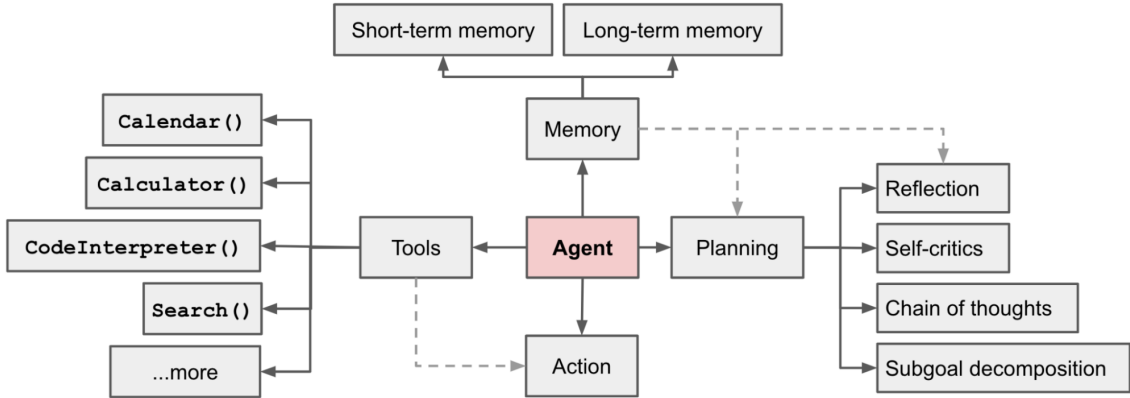 Short-term memory
Long-term memory
Calendar()
Memory
Calculator()
Reflection
CodeInterpreter()
Tools
Agent
Planning
Self-critics
Search()
Chain of thoughts
...more
Action
Subgoal decomposition